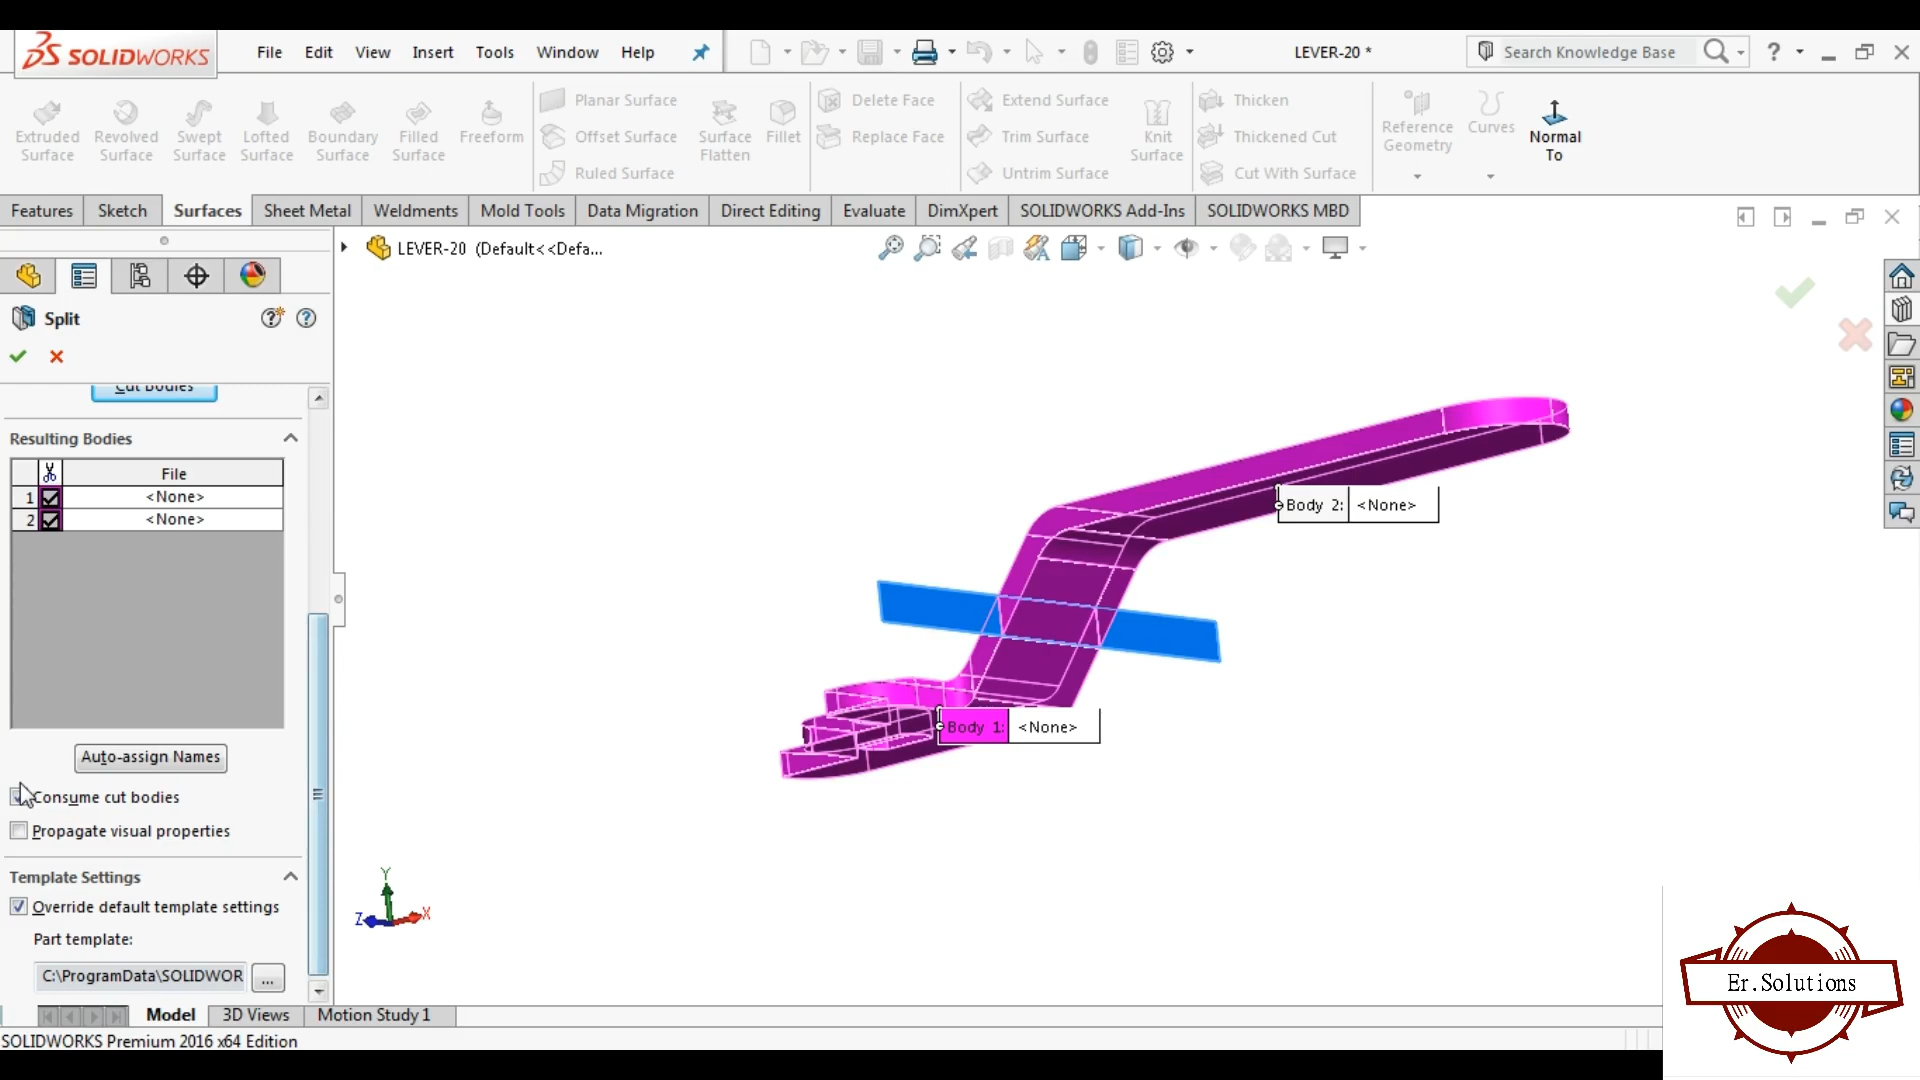 SOLIDWORKS File Edit View Insert Tools Window Help LEVER-20 * Search Knowledge Base ?
Extruded Surface
Revolved Surface
Swept Surface
Lofted Surface
Boundary Surface
Filled Surface
Freeform
Planar Surface
Offset Surface
Ruled Surface
Surface Flatten
Fillet
Delete Face
Replace Face
Extend Surface
Trim Surface
Untrim Surface
Knit Surface
Thicken
Thickened Cut
Cut With Surface
Reference Geometry
Curves
Normal To
Features Sketch Surfaces Sheet Metal Weldments Mold Tools Data Migration Direct Editing Evaluate DimXpert SOLIDWORKS Add-Ins SOLIDWORKS MBD
LEVER-20 (Default<<Defa...
Split
Cut Bodies
Resulting Bodies
File
1 <None>
2 <None>
Body 2: <None>
Body 1: <None>
Auto-assign Names
Consume cut bodies
Propagate visual properties
Template Settings
Override default template settings
Part template:
C:\ProgramData\SOLIDWOR ...
Y
Z X
Er.Solutions
Model 3D Views Motion Study 1
SOLIDWORKS Premium 2016 x64 Edition